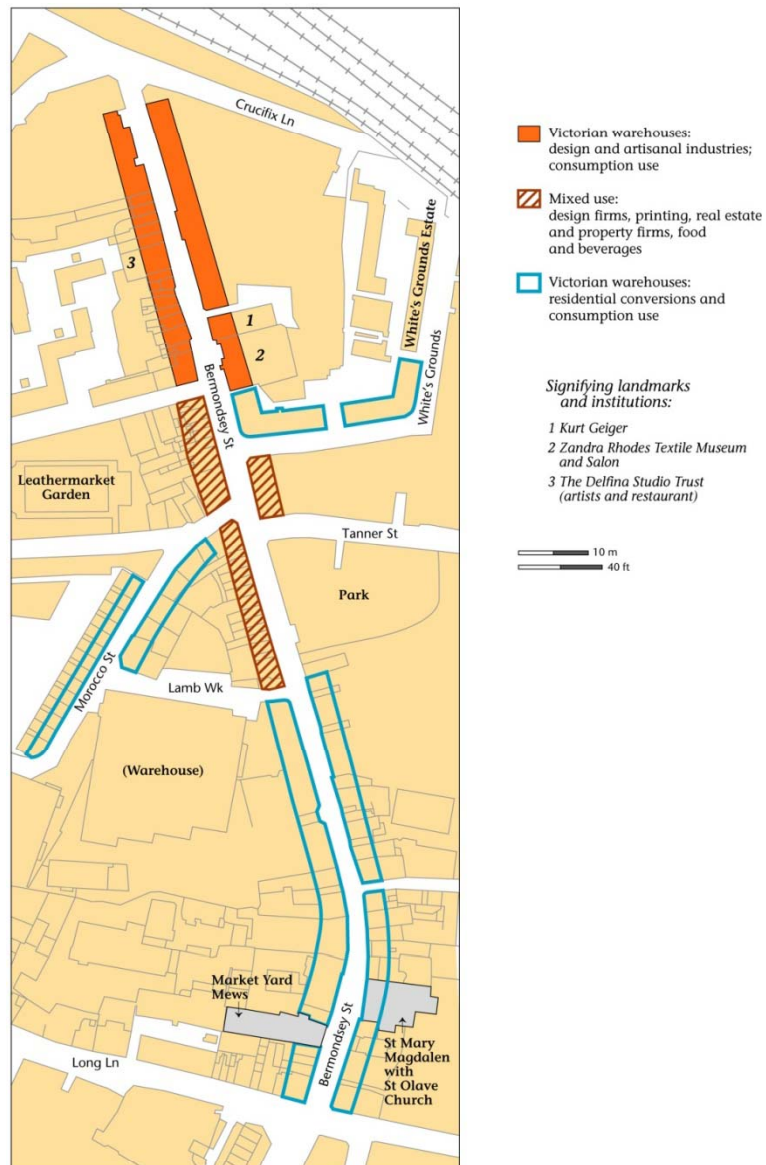 Crucifix Ln
White's Grounds Estate
White's Grounds
3
1
2
Bermondsey St
Leathermarket
Garden
Tanner St
Park
Morocco St
Lamb Wk
(Warehouse)
Market Yard
Mews
Bermondsey St
St Mary
Magdalen
with
St Olave
Church
Long Ln
Victorian warehouses:
design and artisanal industries;
consumption use
Mixed use:
design firms, printing, real estate
and property firms, food
and beverages
Victorian warehouses:
residential conversions and
consumption use
Signifying landmarks
and institutions:
1 Kurt Geiger
2 Zandra Rhodes Textile Museum
and Salon
3 The Delfina Studio Trust
(artists and restaurant)
10 m
40 ft